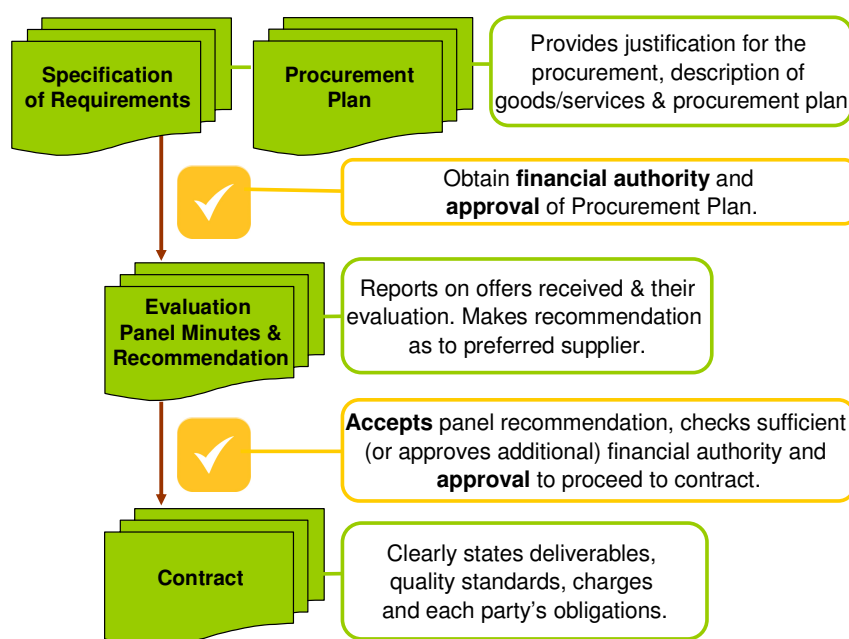 Specification
of Requirements
Procurement
Plan
Provides justification for the
procurement, description of
goods/services & procurement plan
Obtain financial authority and
approval of Procurement Plan.
Evaluation
Panel Minutes &
Recommendation
Reports on offers received & their
evaluation. Makes recommendation
as to preferred supplier.
Accepts panel recommendation, checks sufficient
(or approves additional) financial authority and
approval to proceed to contract.
Contract
Clearly states deliverables,
quality standards, charges
and each party’s obligations.